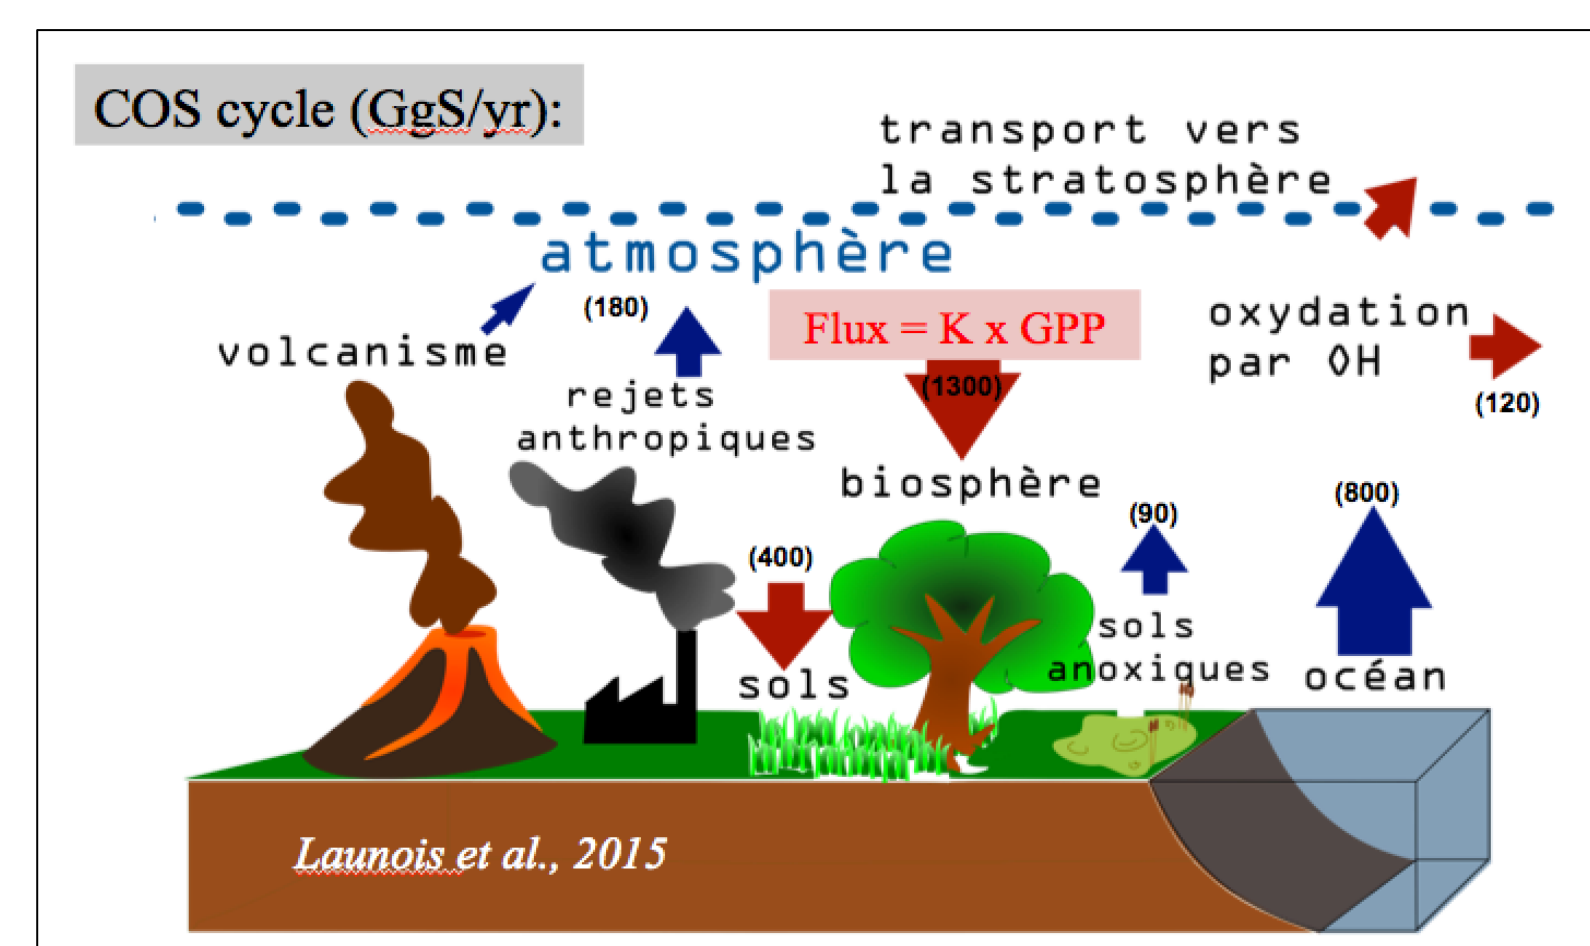 COS cycle (GgS/yr):
transport vers
la stratosphère
atmosphère
(180)
Flux = K x GPP
oxydation
par OH
volcanisme
(1300)
(120)
rejets
anthropiques
biosphère
(800)
(90)
(400)
sols
anoxiques
sols
océan
Launois et al., 2015